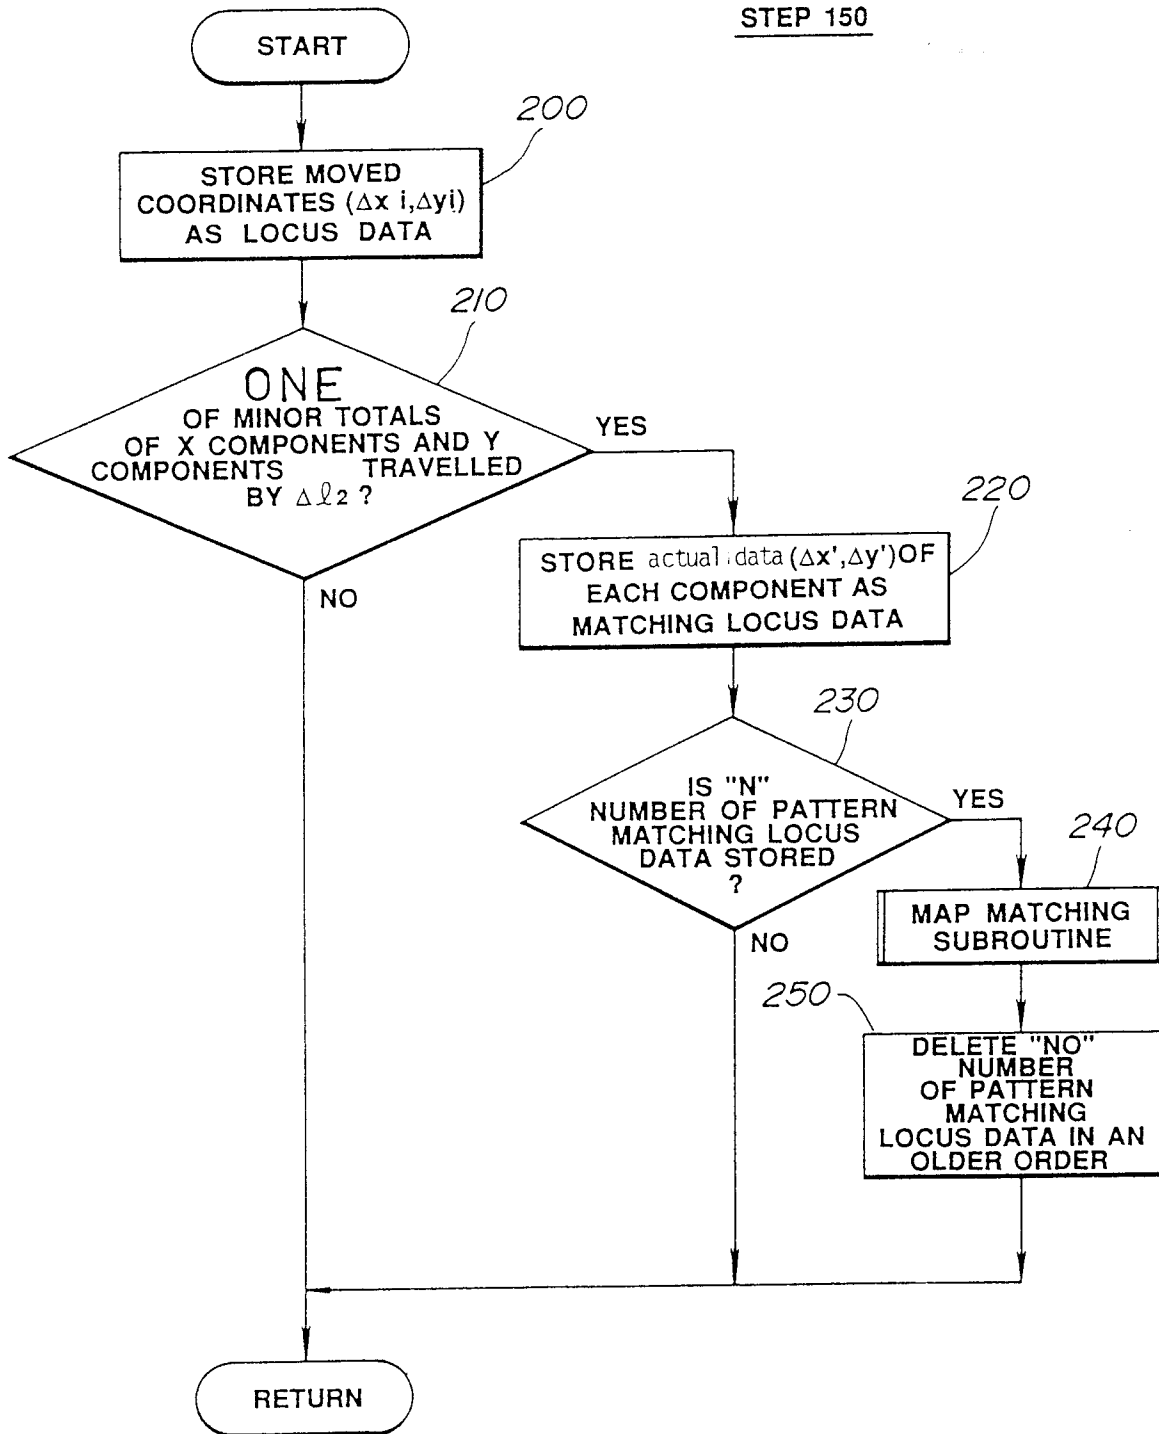 STEP 150
START
200
STORE MOVED
COORDINATES (Δx i,Δyi)
AS LOCUS DATA
210
ONE
OF MINOR TOTALS
OF X COMPONENTS AND Y
COMPONENTS TRAVELLED
BY Δℓ2 ?
YES
NO
220
STORE actual data (Δx',Δy') OF
EACH COMPONENT AS
MATCHING LOCUS DATA
230
IS "N"
NUMBER OF PATTERN
MATCHING LOCUS
DATA STORED
?
YES
NO
240
MAP MATCHING
SUBROUTINE
250
DELETE "NO"
NUMBER
OF PATTERN
MATCHING
LOCUS DATA IN AN
OLDER ORDER
RETURN